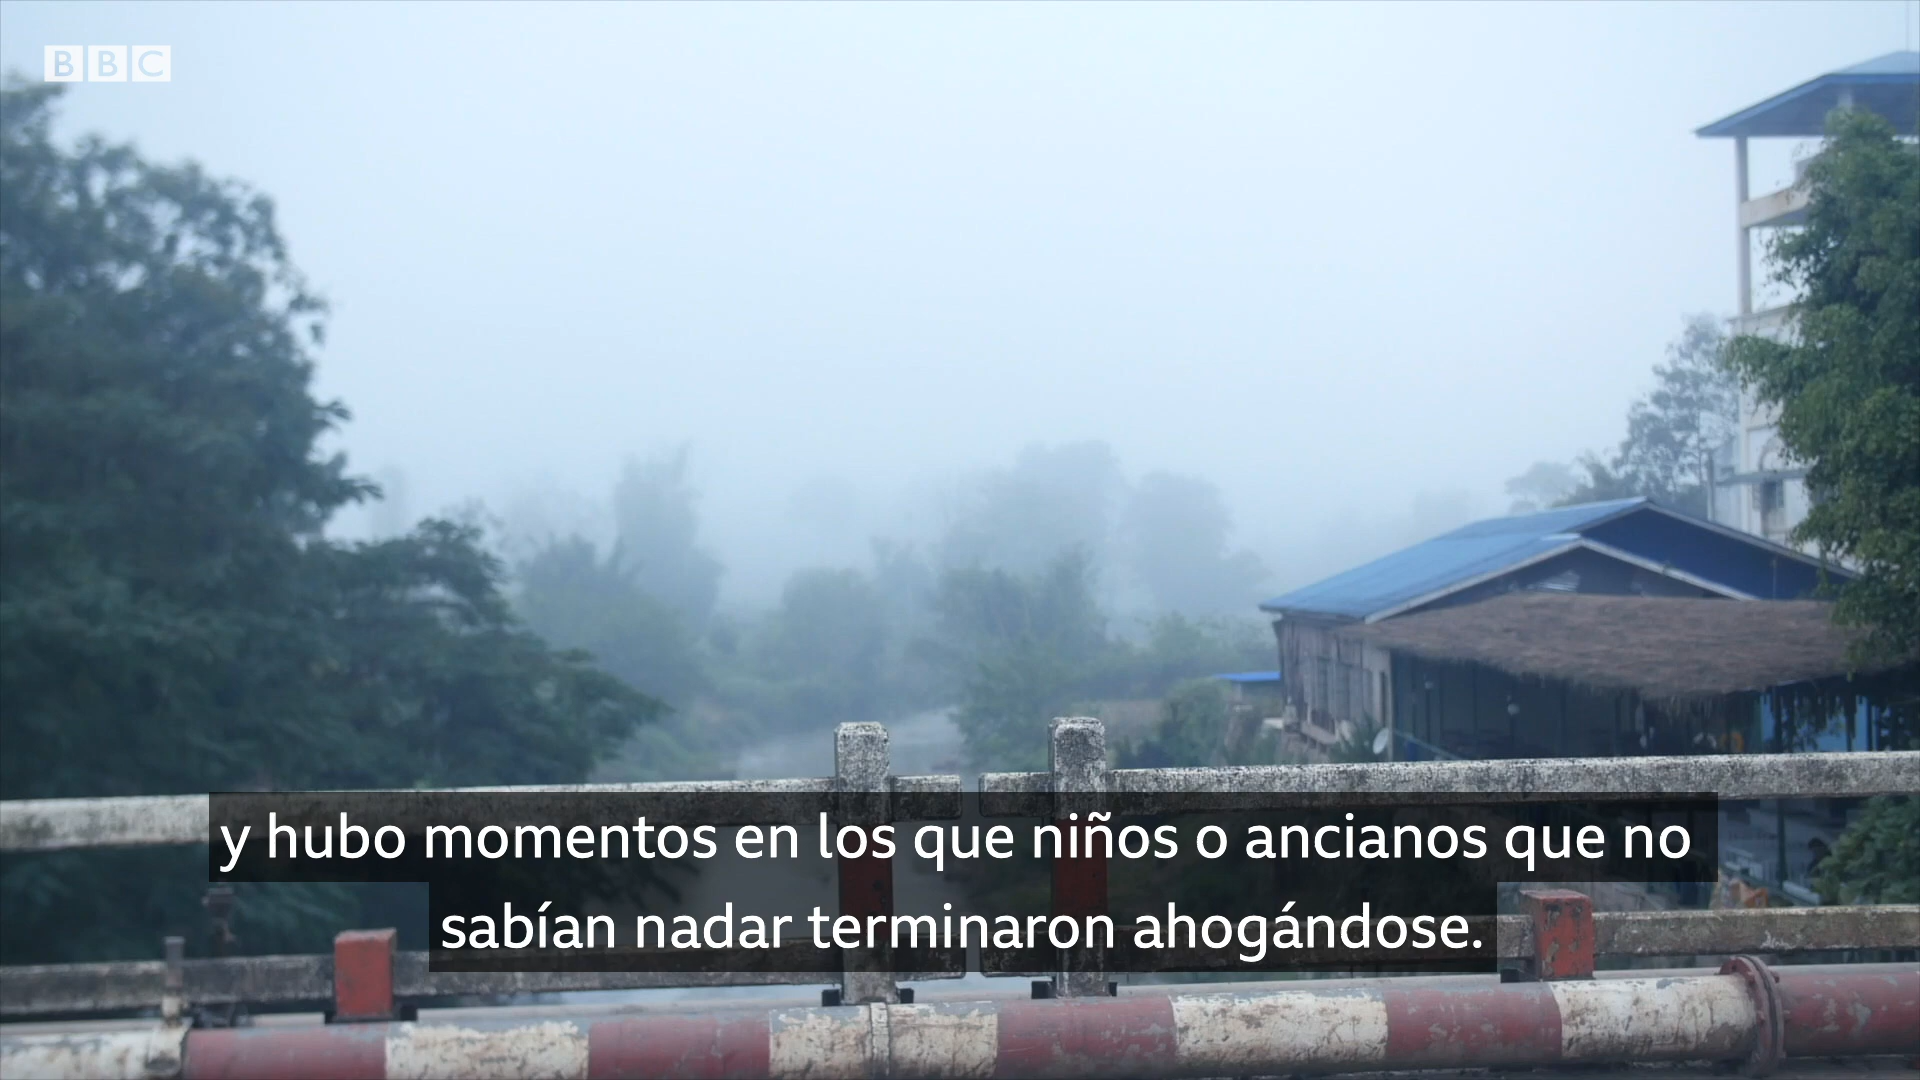 BBC
y hubo momentos en los que niños o ancianos que no
sabían nadar terminaron ahogándose.